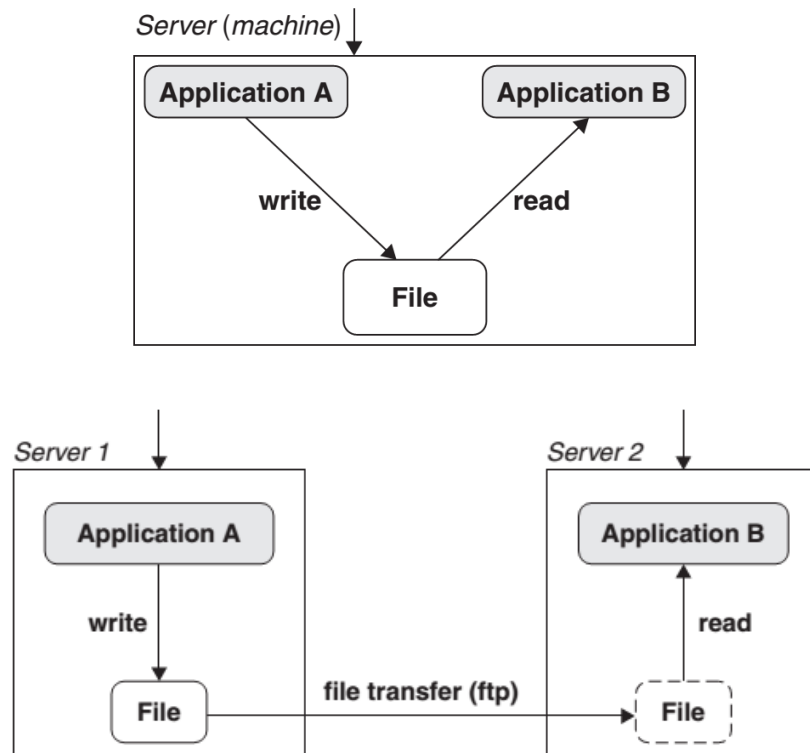 Server (machine)
Application A
Application B
write
read
File
Server 1
Server 2
Application A
Application B
write
read
file transfer (ftp)
File
File